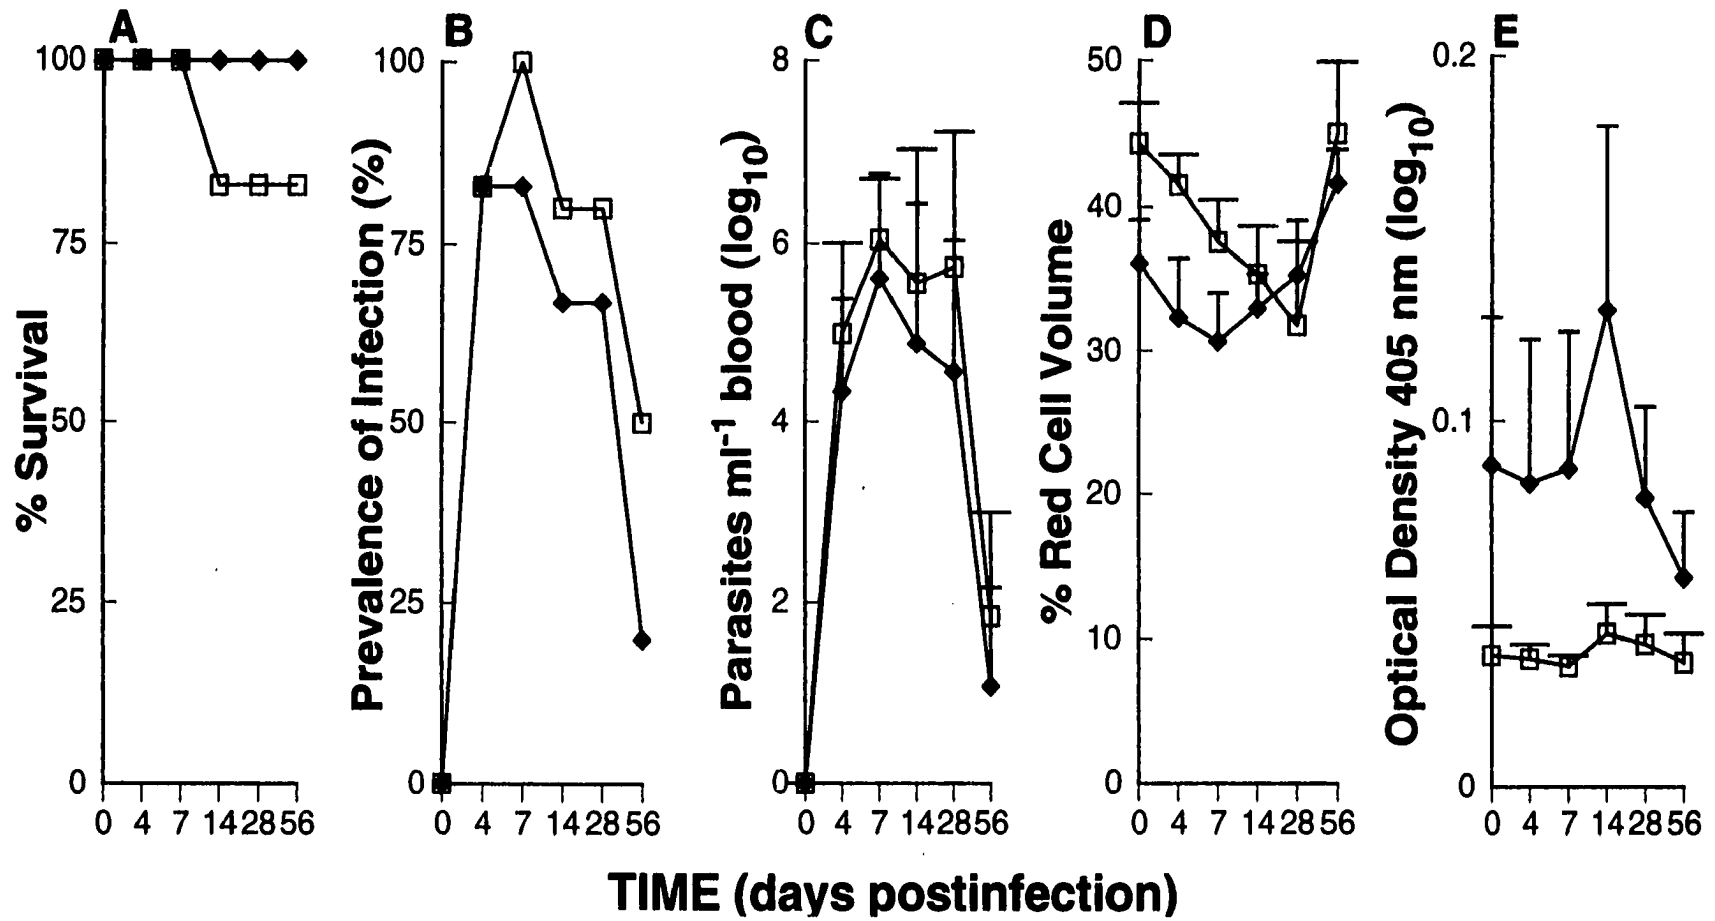 A
% Survival
100
75
50
25
0
0 4 7 14 28 56
B
Prevalence of Infection (%)
100
75
50
25
0
0 4 7 14 28 56
C
Parasites ml⁻¹ blood (log₁₀)
8
6
4
2
0
0 4 7 14 28 56
D
% Red Cell Volume
50
40
30
20
10
0
0 4 7 14 28 56
E
Optical Density 405 nm (log₁₀)
0.2
0.1
0
0 4 7 14 28 56
TIME (days postinfection)